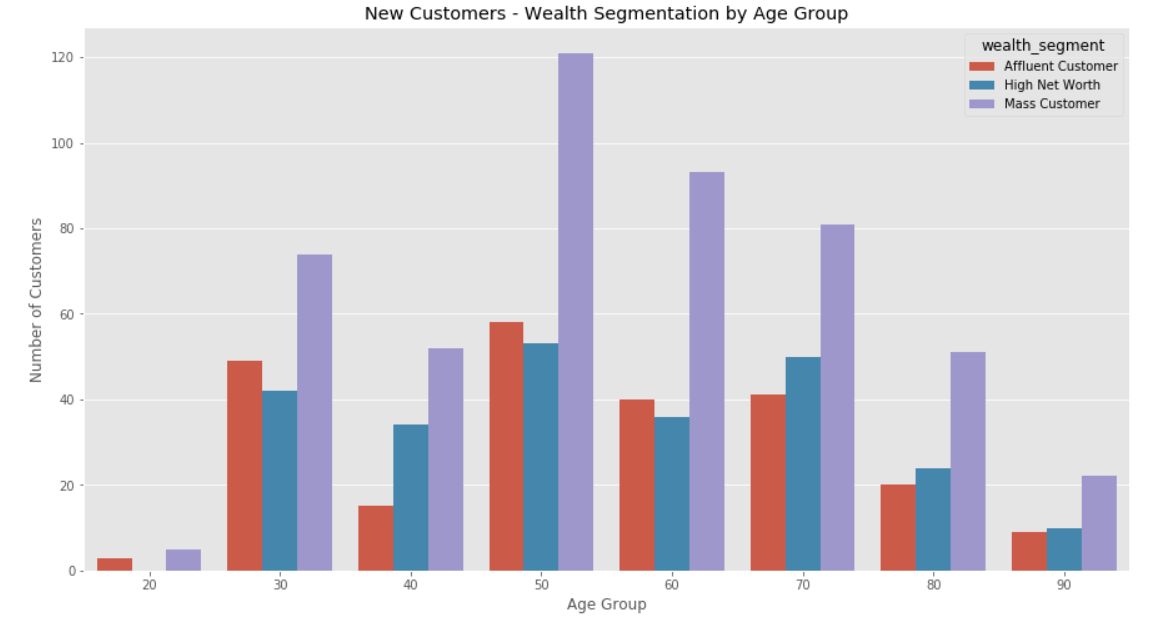 New Customers - Wealth Segmentation by Age Group
wealth_segment
Affluent Customer
High Net Worth
Mass Customer
Number of Customers
120
100
80
60
40
20
0
20 30 40 50 60 70 80 90
Age Group